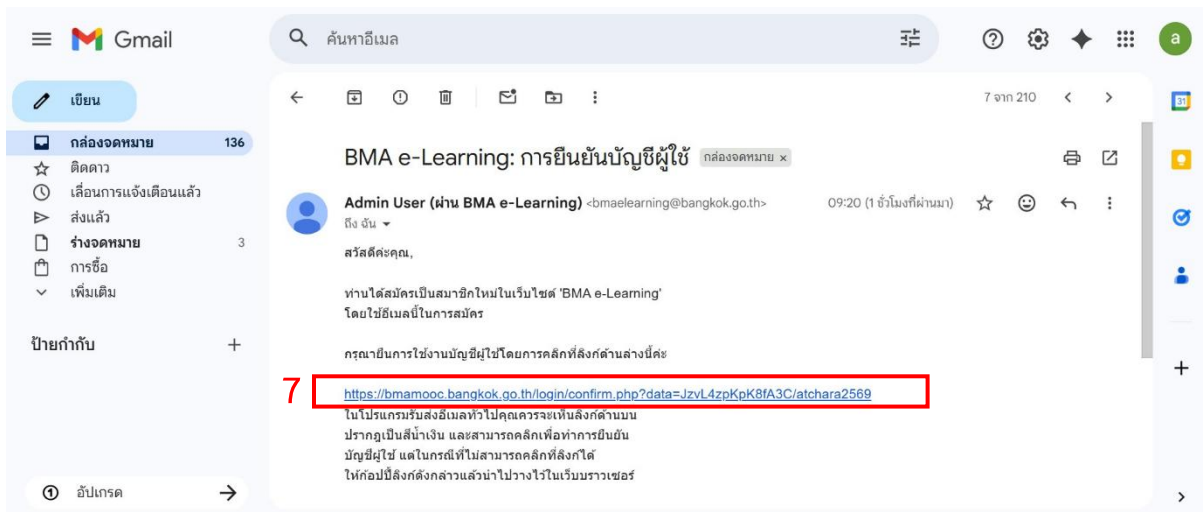 Gmail
ค้นหาอีเมล
a
เขียน
7 จาก 210
กล่องจดหมาย 136
ติดดาว
เลื่อนการแจ้งเตือนแล้ว
ส่งแล้ว
ร่างจดหมาย 3
การซื้อ
เพิ่มเติม
ป้ายกำกับ
อัปเกรด
BMA e-Learning: การยืนยันบัญชีผู้ใช้ กล่องจดหมาย x
Admin User (ผ่าน BMA e-Learning) <bmaelearning@bangkok.go.th> 09:20 (1 ชั่วโมงที่ผ่านมา)
ถึง ฉัน
สวัสดีค่ะคุณ,
ท่านได้สมัครเป็นสมาชิกใหม่ในเว็บไซต์ 'BMA e-Learning'
โดยใช้อีเมลนี้ในการสมัคร
กรุณายืนการใช้งานบัญชีผู้ใช้โดยการคลิกที่ลิงก์ด้านล่างนี้ค่ะ
7
https://bmamooc.bangkok.go.th/login/confirm.php?data=JzvL4zpKpK8fA3C/atchara2569
ในโปรแกรมรับส่งอีเมลทั่วไปคุณควรจะเห็นลิงก์ด้านบน
ปรากฏเป็นสีน้ำเงิน และสามารถคลิกเพื่อทำการยืนยัน
บัญชีผู้ใช้ แต่ในกรณีที่ไม่สามารถคลิกที่ลิงก์ได้
ให้ก้อปปี้ลิงก์ดังกล่าวแล้วนำไปวางไว้ในเว็บบราวเซอร์
31